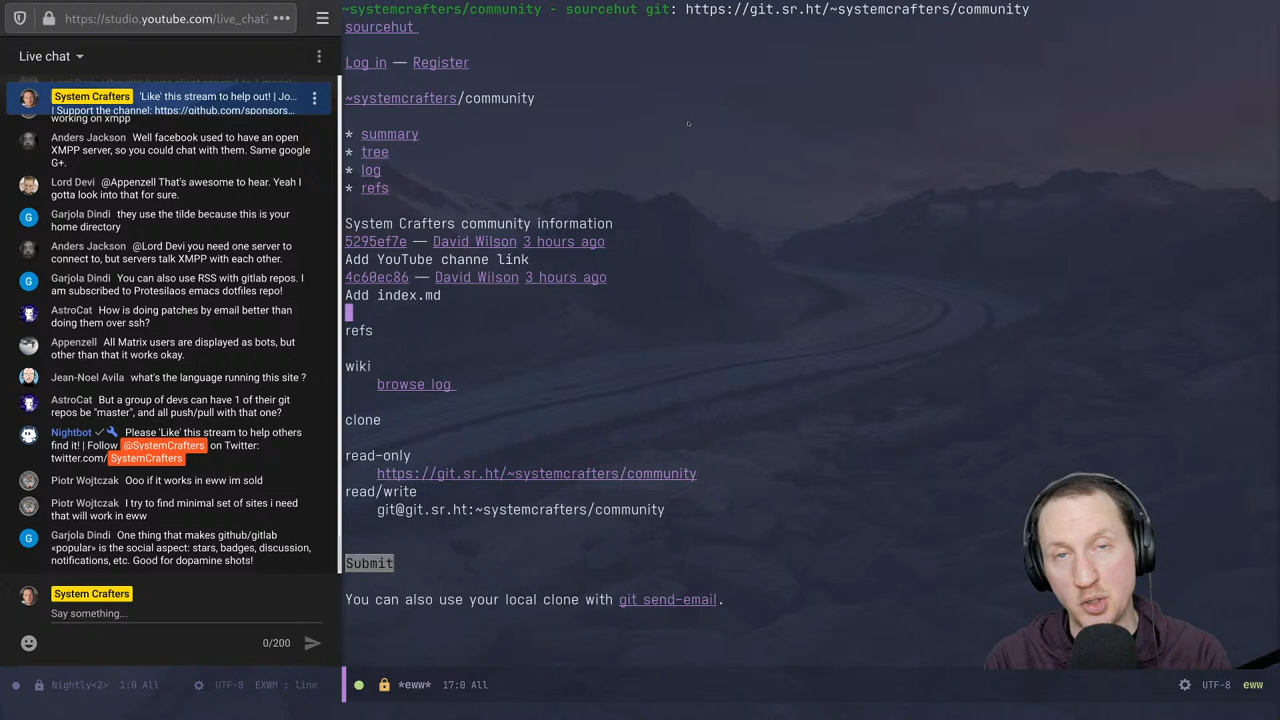 https://studio.youtube.com/live_chat?
Live chat
System Crafters 'Like' this stream to help out! | Jo...
| Support the channel: https://github.com/sponsors...
working on xmpp
Anders Jackson Well facebook used to have an open
XMPP server, so you could chat with them. Same google
G+.
Lord Devi @Appenzell That's awesome to hear. Yeah I
gotta look into that for sure.
G
Garjola Dindi they use the tilde because this is your
home directory
Anders Jackson @Lord Devi you need one server to
connect to, but servers talk XMPP with each other.
G
Garjola Dindi You can also use RSS with gitlab repos. I
am subscribed to Protesilaos emacs dotfiles repo!
AstroCat How is doing patches by email better than
doing them over ssh?
Appenzell All Matrix users are displayed as bots, but
other than that it works okay.
Jean-Noel Avila what's the language running this site ?
AstroCat But a group of devs can have 1 of their git
repos be "master", and all push/pull with that one?
Nightbot Please 'Like' this stream to help others
find it! | Follow @SystemCrafters on Twitter:
twitter.com/ SystemCrafters
Piotr Wojtczak Ooo if it works in eww im sold
Piotr Wojtczak I try to find minimal set of sites i need
that will work in eww
G
Garjola Dindi One thing that makes github/gitlab
«popular» is the social aspect: stars, badges, discussion,
notifications, etc. Good for dopamine shots!
System Crafters
Say something...
0/200
Nightly<2> 1:0 All UTF-8 EXWM : line
~systemcrafters/community - sourcehut git: https://git.sr.ht/~systemcrafters/community
sourcehut
Log in — Register
~systemcrafters/community
* summary
* tree
* log
* refs
System Crafters community information
5295ef7e — David Wilson 3 hours ago
Add YouTube channe link
4c60ec86 — David Wilson 3 hours ago
Add index.md
refs
wiki
browse log
clone
read-only
https://git.sr.ht/~systemcrafters/community
read/write
git@git.sr.ht:~systemcrafters/community
Submit
You can also use your local clone with git send-email.
*eww* 17:0 All UTF-8 eww